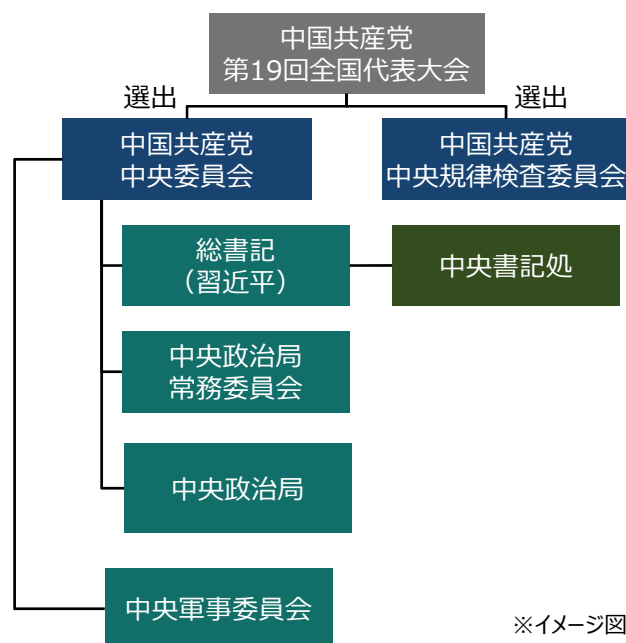 中国共産党
第19回全国代表大会
選出
選出
中国共産党
中央委員会
中国共産党
中央規律検査委員会
総書記
（習近平）
中央書記処
中央政治局
常務委員会
中央政治局
中央軍事委員会
※イメージ図